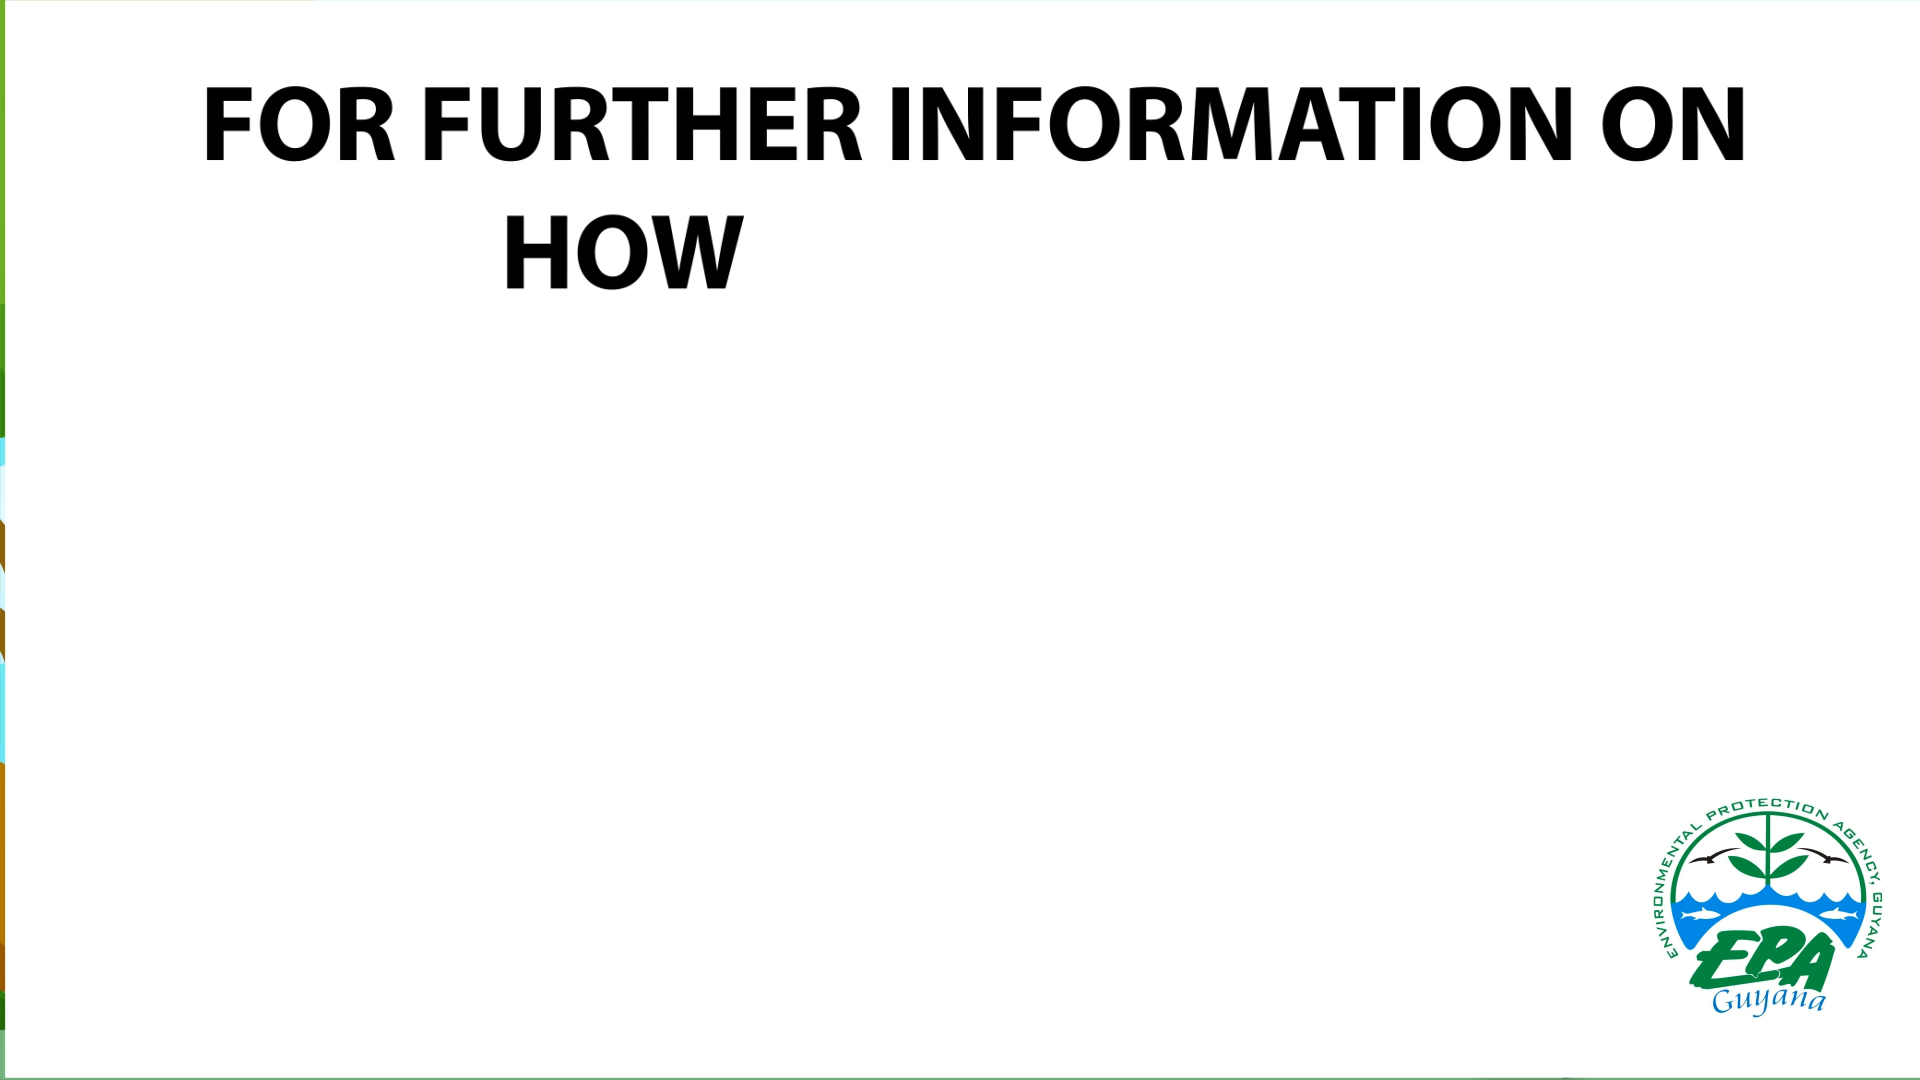 FOR FURTHER INFORMATION ON
HOW
ENVIRONMENTAL PROTECTION AGENCY, GUYANA
EPA
Guyana